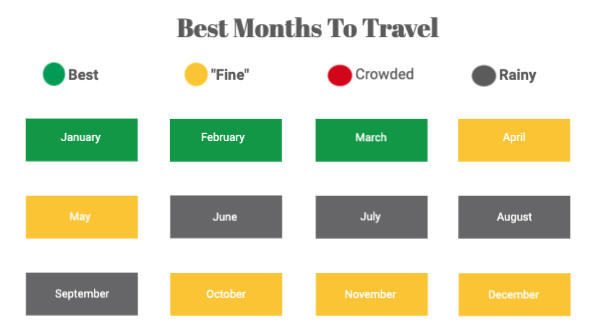 Best Months To Travel
Best "Fine" Crowded Rainy
January February March April
May June July August
September October November December